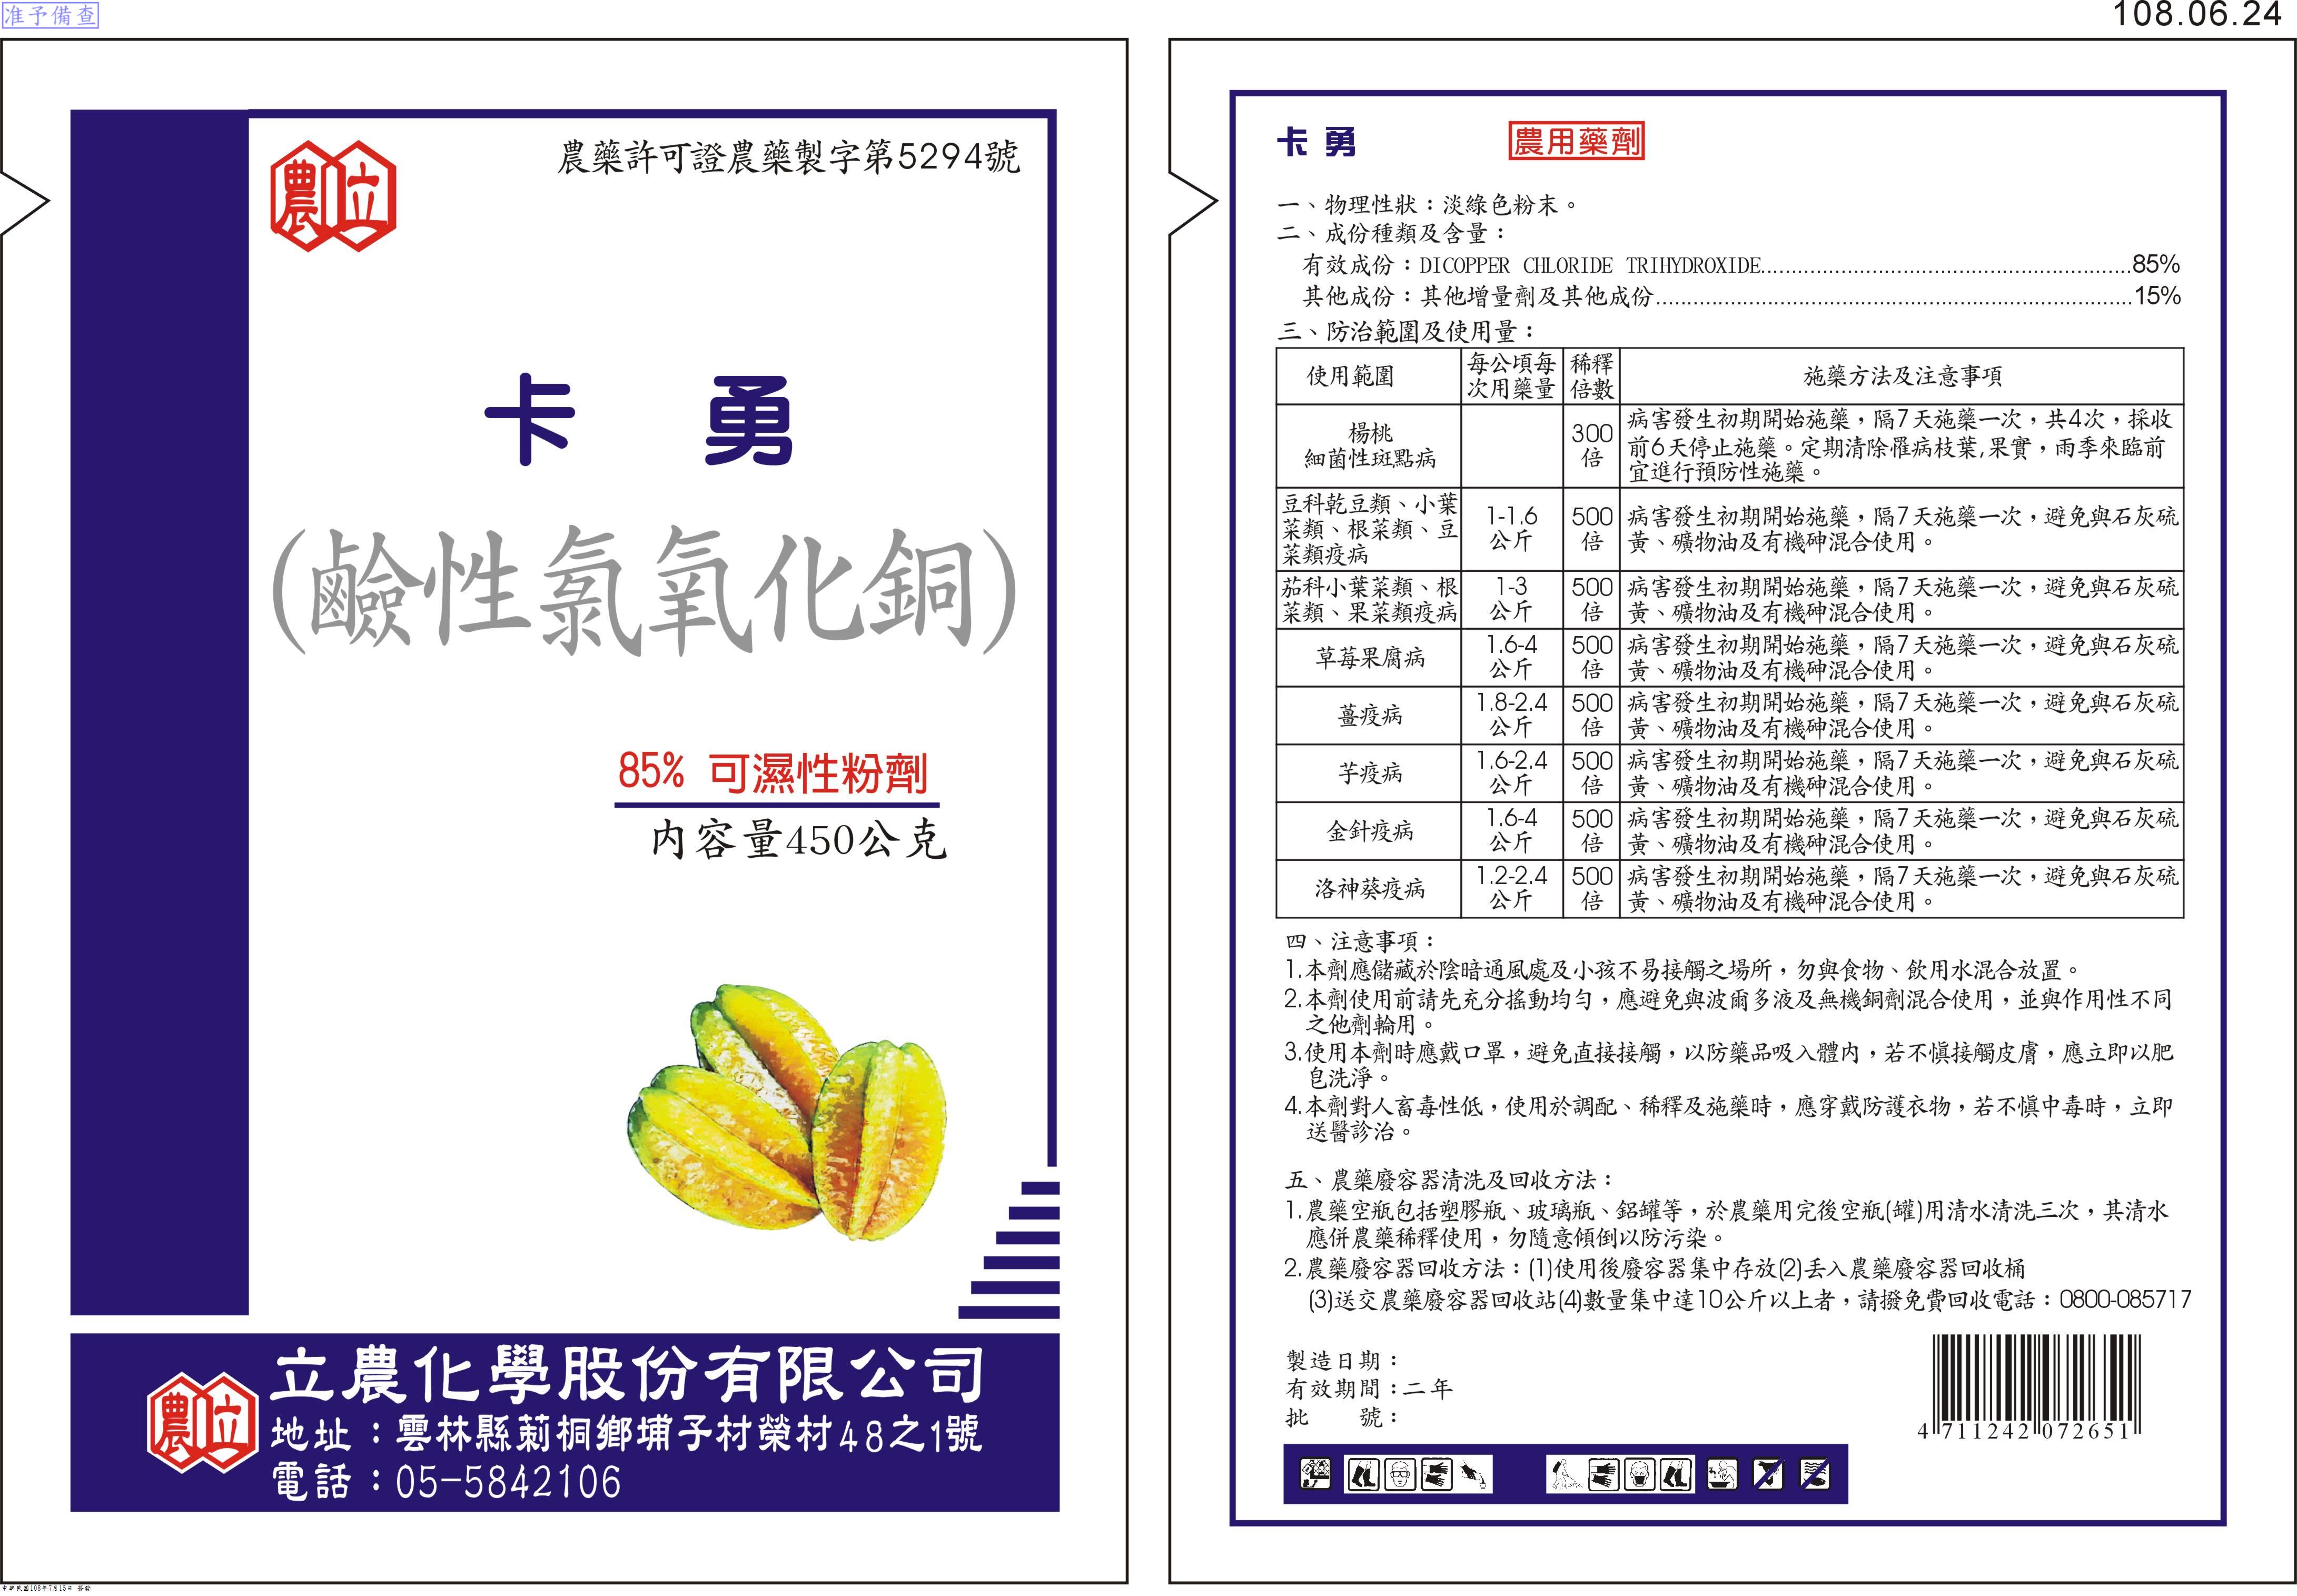 准予備查
108.06.24
農立
農藥許可證農藥製字第5294號
卡 勇
(鹼性氯氧化銅)
85% 可濕性粉劑
內容量450公克
農立
立農化學股份有限公司
地址：雲林縣莿桐鄉埔子村榮村48之1號
電話：05-5842106
卡勇
農用藥劑
一、物理性狀：淡綠色粉末。
二、成份種類及含量：
有效成份：DICOPPER CHLORIDE TRIHYDROXIDE............................................................85%
其他成份：其他增量劑及其他成份.............................................................................15%
三、防治範圍及使用量：
使用範圍
每公頃每
次用藥量
稀釋
倍數
施藥方法及注意事項
楊桃
細菌性斑點病
300
倍
病害發生初期開始施藥，隔7天施藥一次，共4次，採收
前6天停止施藥。定期清除罹病枝葉,果實，雨季來臨前
宜進行預防性施藥。
豆科乾豆類、小葉
菜類、根菜類、豆
菜類疫病
1-1.6
公斤
500
倍
病害發生初期開始施藥，隔7天施藥一次，避免與石灰硫
黃、礦物油及有機砷混合使用。
茄科小葉菜類、根
菜類、果菜類疫病
1-3
公斤
500
倍
病害發生初期開始施藥，隔7天施藥一次，避免與石灰硫
黃、礦物油及有機砷混合使用。
草莓果腐病
1.6-4
公斤
500
倍
病害發生初期開始施藥，隔7天施藥一次，避免與石灰硫
黃、礦物油及有機砷混合使用。
薑疫病
1.8-2.4
公斤
500
倍
病害發生初期開始施藥，隔7天施藥一次，避免與石灰硫
黃、礦物油及有機砷混合使用。
芋疫病
1.6-2.4
公斤
500
倍
病害發生初期開始施藥，隔7天施藥一次，避免與石灰硫
黃、礦物油及有機砷混合使用。
金針疫病
1.6-4
公斤
500
倍
病害發生初期開始施藥，隔7天施藥一次，避免與石灰硫
黃、礦物油及有機砷混合使用。
洛神葵疫病
1.2-2.4
公斤
500
倍
病害發生初期開始施藥，隔7天施藥一次，避免與石灰硫
黃、礦物油及有機砷混合使用。
四、注意事項：
1.本劑應儲藏於陰暗通風處及小孩不易接觸之場所，勿與食物、飲用水混合放置。
2.本劑使用前請先充分搖動均勻，應避免與波爾多液及無機銅劑混合使用，並與作用性不同
之他劑輪用。
3.使用本劑時應戴口罩，避免直接接觸，以防藥品吸入體內，若不慎接觸皮膚，應立即以肥
皂洗淨。
4.本劑對人畜毒性低，使用於調配、稀釋及施藥時，應穿戴防護衣物，若不慎中毒時，立即
送醫診治。
五、農藥廢容器清洗及回收方法：
1.農藥空瓶包括塑膠瓶、玻璃瓶、鋁罐等，於農藥用完後空瓶(罐)用清水清洗三次，其清水
應併農藥稀釋使用，勿隨意傾倒以防污染。
2.農藥廢容器回收方法：(1)使用後廢容器集中存放(2)丟入農藥廢容器回收桶
(3)送交農藥廢容器回收站(4)數量集中達10公斤以上者，請撥免費回收電話：0800-085717
製造日期：
有效期間：二年
批　　號：
4 711242 072651
中華民國108年7月15日 簽發